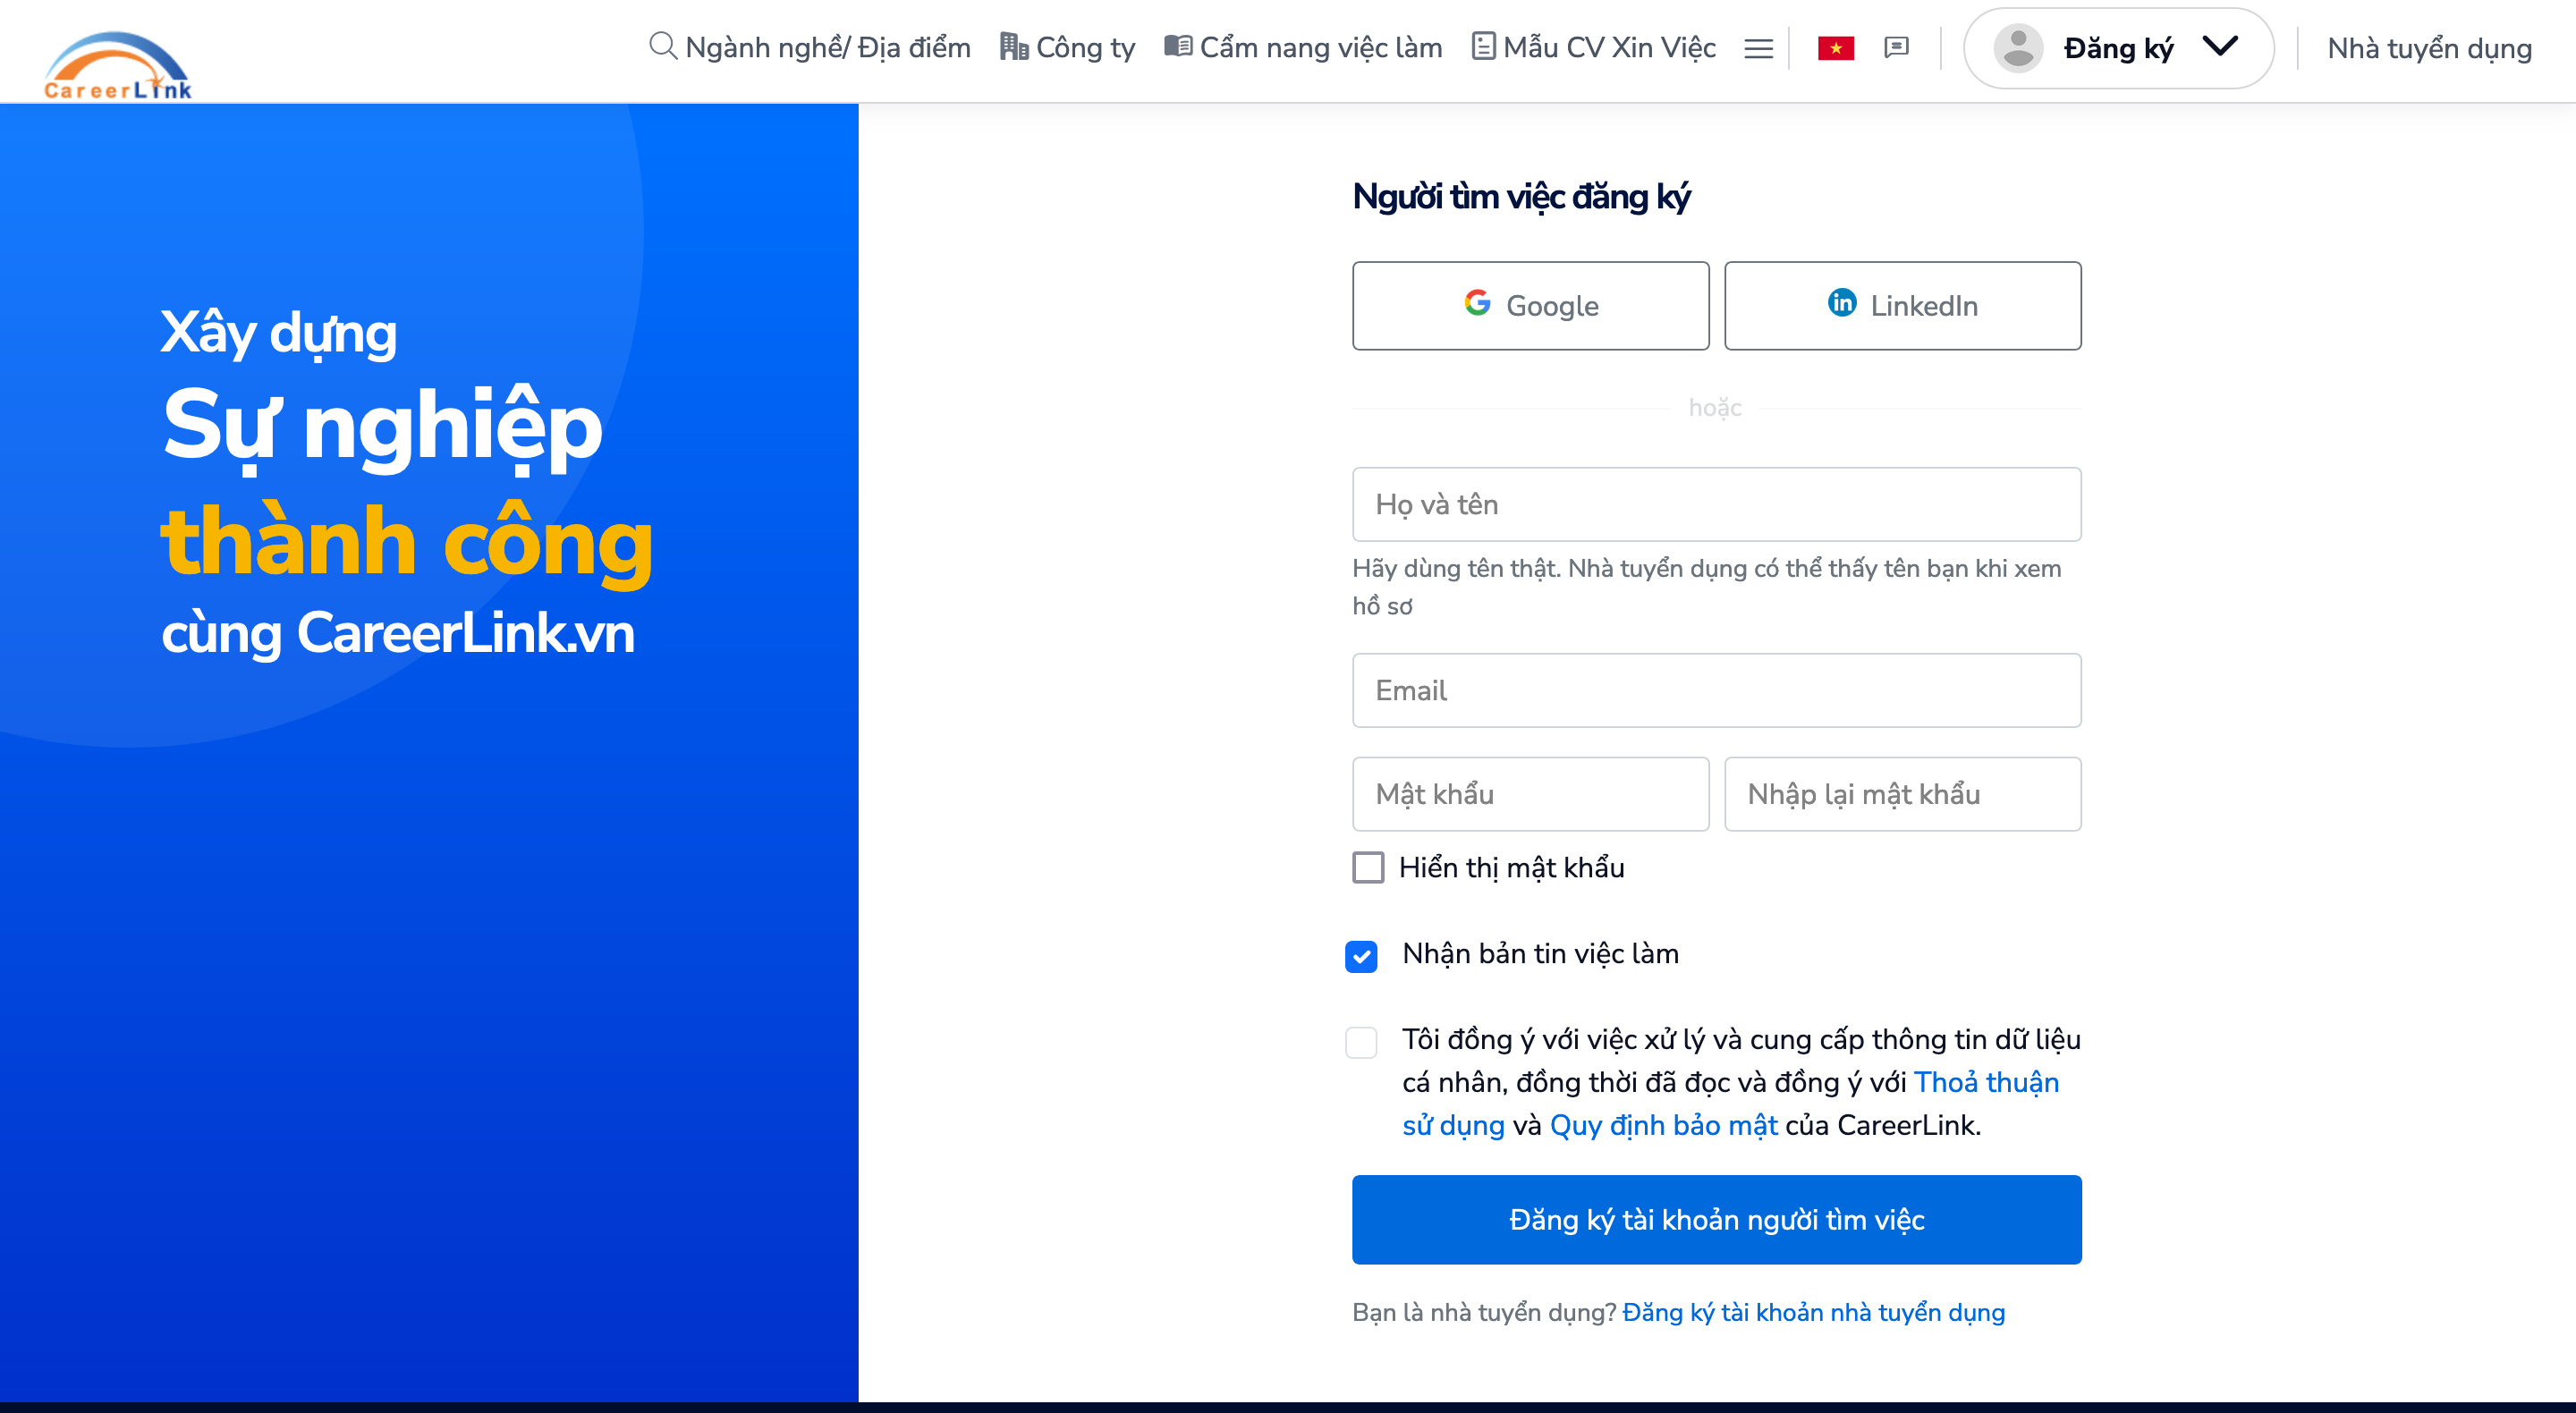 CareerLink
Ngành nghề/ Địa điểm
Công ty
Cẩm nang việc làm
Mẫu CV Xin Việc
Đăng ký
Nhà tuyển dụng
Xây dựng
Sự nghiệp
thành công
cùng CareerLink.vn
Người tìm việc đăng ký
Google
LinkedIn
hoặc
Họ và tên
Hãy dùng tên thật. Nhà tuyển dụng có thể thấy tên bạn khi xem
hồ sơ
Email
Mật khẩu
Nhập lại mật khẩu
Hiển thị mật khẩu
Nhận bản tin việc làm
Tôi đồng ý với việc xử lý và cung cấp thông tin dữ liệu
cá nhân, đồng thời đã đọc và đồng ý với Thoả thuận
sử dụng và Quy định bảo mật của CareerLink.
Đăng ký tài khoản người tìm việc
Bạn là nhà tuyển dụng? Đăng ký tài khoản nhà tuyển dụng